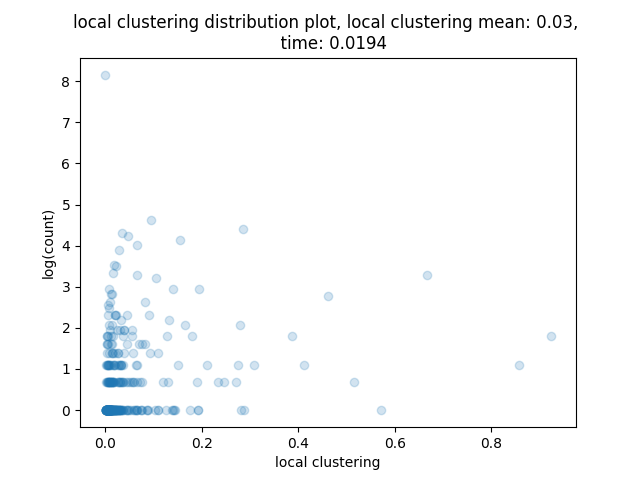 local clustering distribution plot, local clustering mean: 0.03,
time: 0.0194
8
7
6
5
4
3
2
1
0
log(count)
0.0 0.2 0.4 0.6 0.8
local clustering